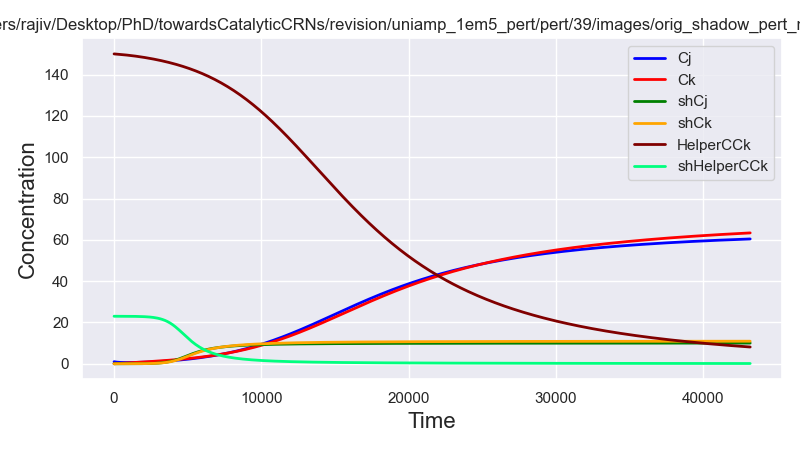 ers/rajiv/Desktop/PhD/towardsCatalyticCRNs/revision/uniamp_1em5_pert/pert/39/images/orig_shadow_pert_
Cj
Ck
shCj
shCk
HelperCCk
shHelperCCk
Concentration
140
120
100
80
60
40
20
0
0 10000 20000 30000 40000
Time